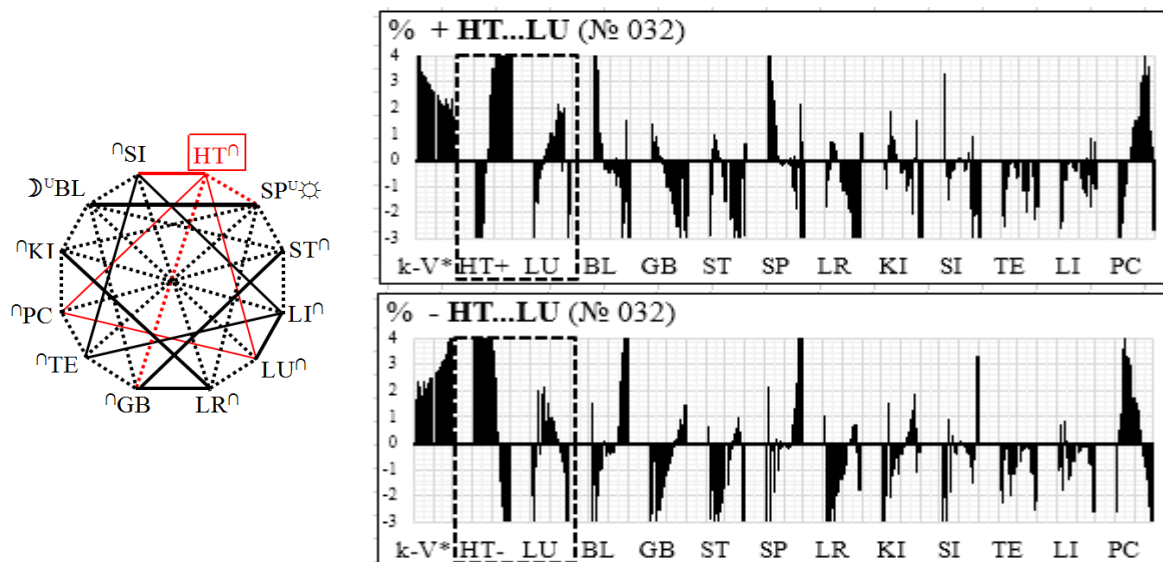 ∩SI
HT∩
☽ᑌBL
SPᑌ☼
∩KI
ST∩
∩PC
LI∩
∩TE
LU∩
∩GB
LR∩
% + HT...LU (№ 032)
4
3
2
1
0
-1
-2
-3
k-V* HT+ LU BL GB ST SP LR KI SI TE LI PC
% - HT...LU (№ 032)
4
3
2
1
0
-1
-2
-3
k-V* HT- LU BL GB ST SP LR KI SI TE LI PC